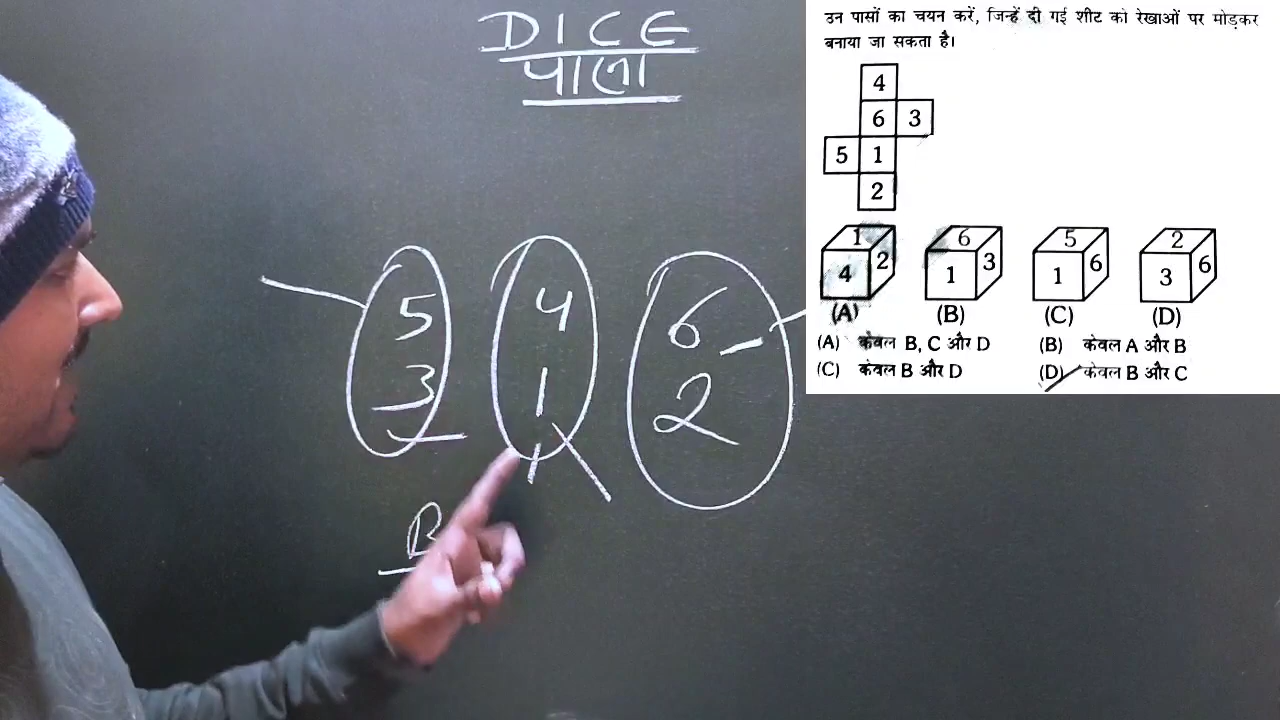 DICE
पासा
5 4 6
3 1 2
B
उन पासों का चयन करें, जिन्हें दी गई शीट को रेखाओं पर मोड़कर
बनाया जा सकता है।
4
6 3
5 1
2
1 6 5 2
4 2 1 3 1 6 3 6
(A) (B) (C) (D)
(A) केवल B, C और D (B) केवल A और B
(C) केवल B और D (D) केवल B और C